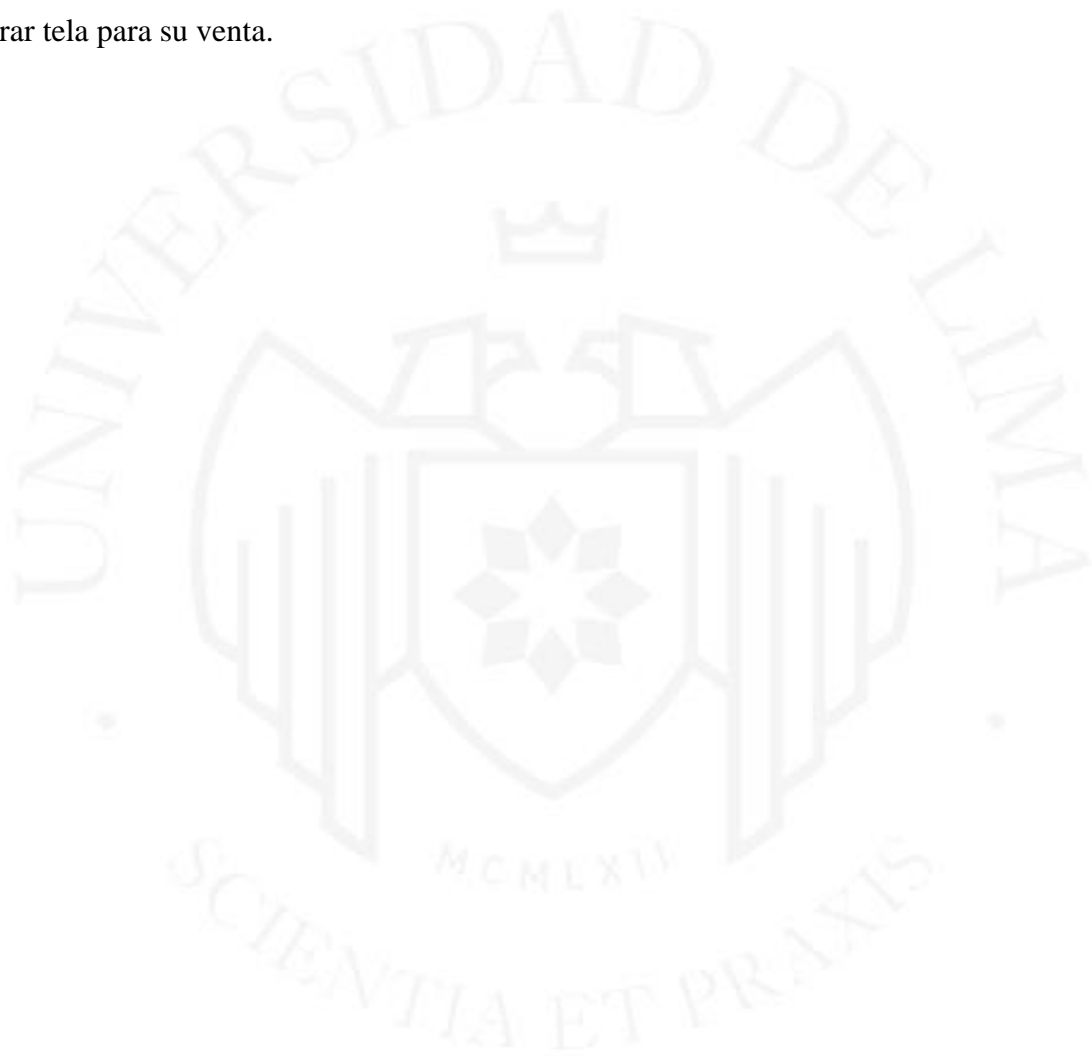 rar tela para su venta.
UNIVERSIDAD DE LIMA
MCMLXII
SCIENTIA ET PRAXIS